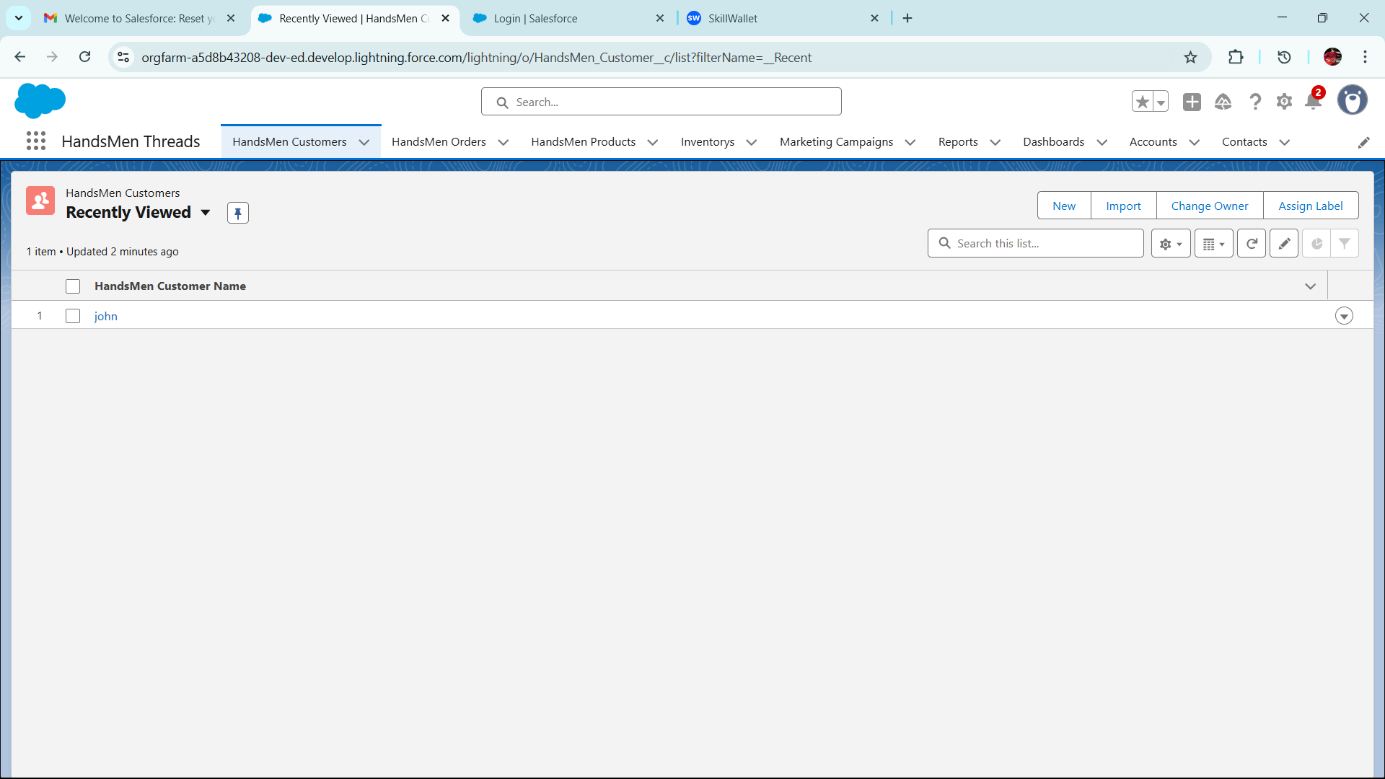 Welcome to Salesforce: Reset y
Recently Viewed | HandsMen C
Login | Salesforce
SW SkillWallet
orgfarm-a5d8b43208-dev-ed.develop.lightning.force.com/lightning/o/HandsMen_Customer__c/list?filterName=__Recent
Search...
2
HandsMen Threads
HandsMen Customers
HandsMen Orders
HandsMen Products
Inventorys
Marketing Campaigns
Reports
Dashboards
Accounts
Contacts
HandsMen Customers
Recently Viewed
New
Import
Change Owner
Assign Label
1 item • Updated 2 minutes ago
Search this list...
HandsMen Customer Name
1 john